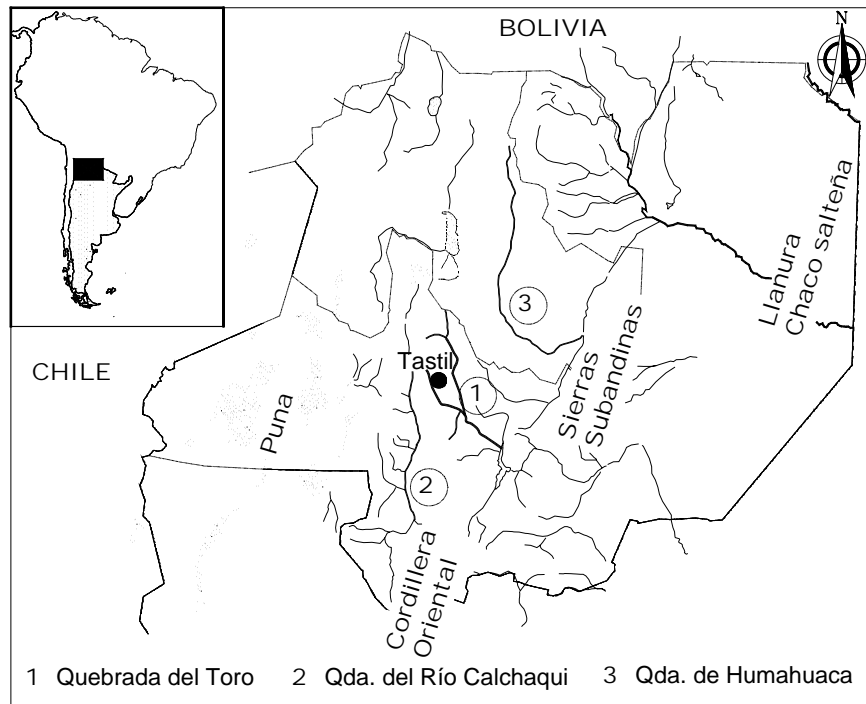 BOLIVIA
N
Llanura
Chaco salteña
3
CHILE
Tastil
1
Puna
Sierras
Subandinas
2
Cordillera
Oriental
1 Quebrada del Toro 2 Qda. del Río Calchaqui 3 Qda. de Humahuaca